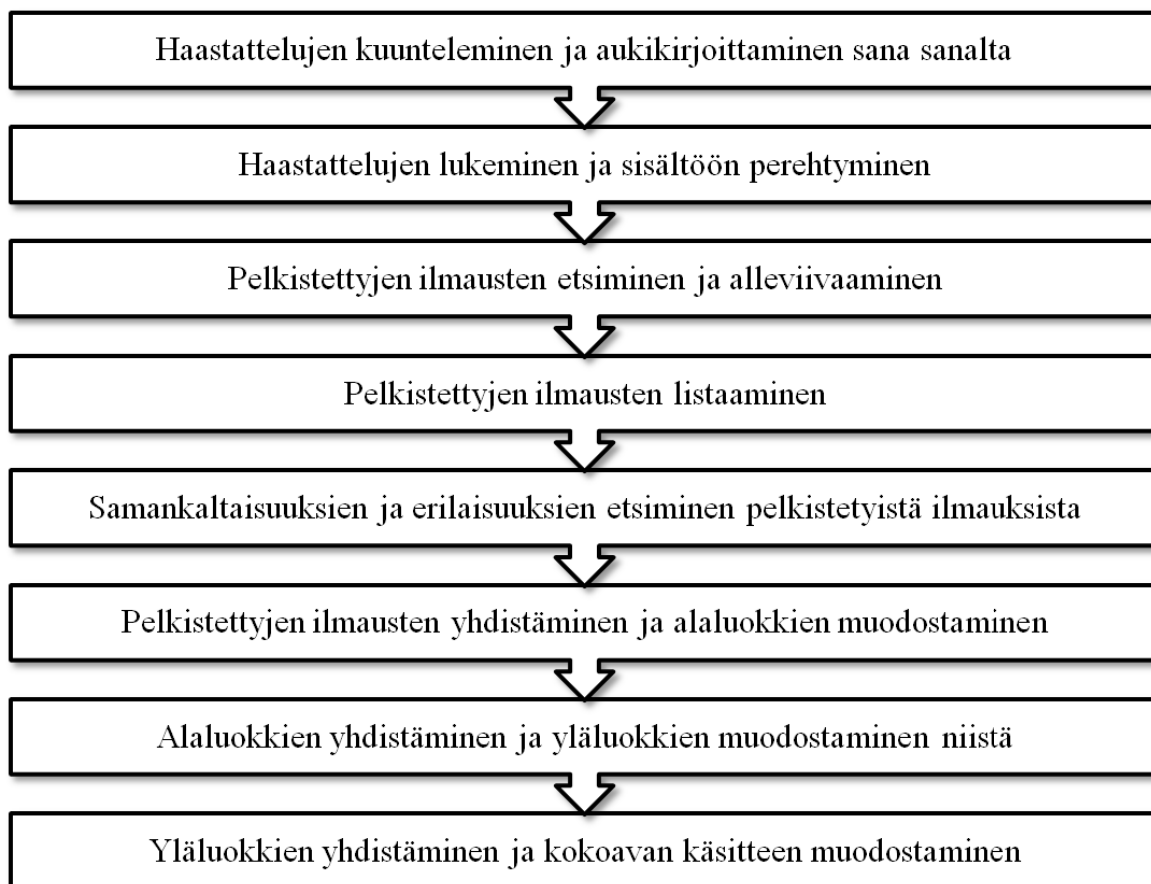 Haastattelujen kuunteleminen ja aukikirjoittaminen sana sanalta
Haastattelujen lukeminen ja sisältöön perehtyminen
Pelkistettyjen ilmausten etsiminen ja alleviivaaminen
Pelkistettyjen ilmausten listaaminen
Samankaltaisuuksien ja erilaisuuksien etsiminen pelkistetyistä ilmauksista
Pelkistettyjen ilmausten yhdistäminen ja alaluokkien muodostaminen
Alaluokkien yhdistäminen ja yläluokkien muodostaminen niistä
Yläluokkien yhdistäminen ja kokoavan käsitteen muodostaminen